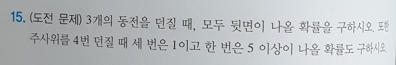 15. (도전 문제) 3개의 동전을 던질 때, 모두 뒷면이 나올 확률을 구하시오. 또한
주사위를 4번 던질 때 세 번은 1이고 한 번은 5 이상이 나올 확률도 구하시오.